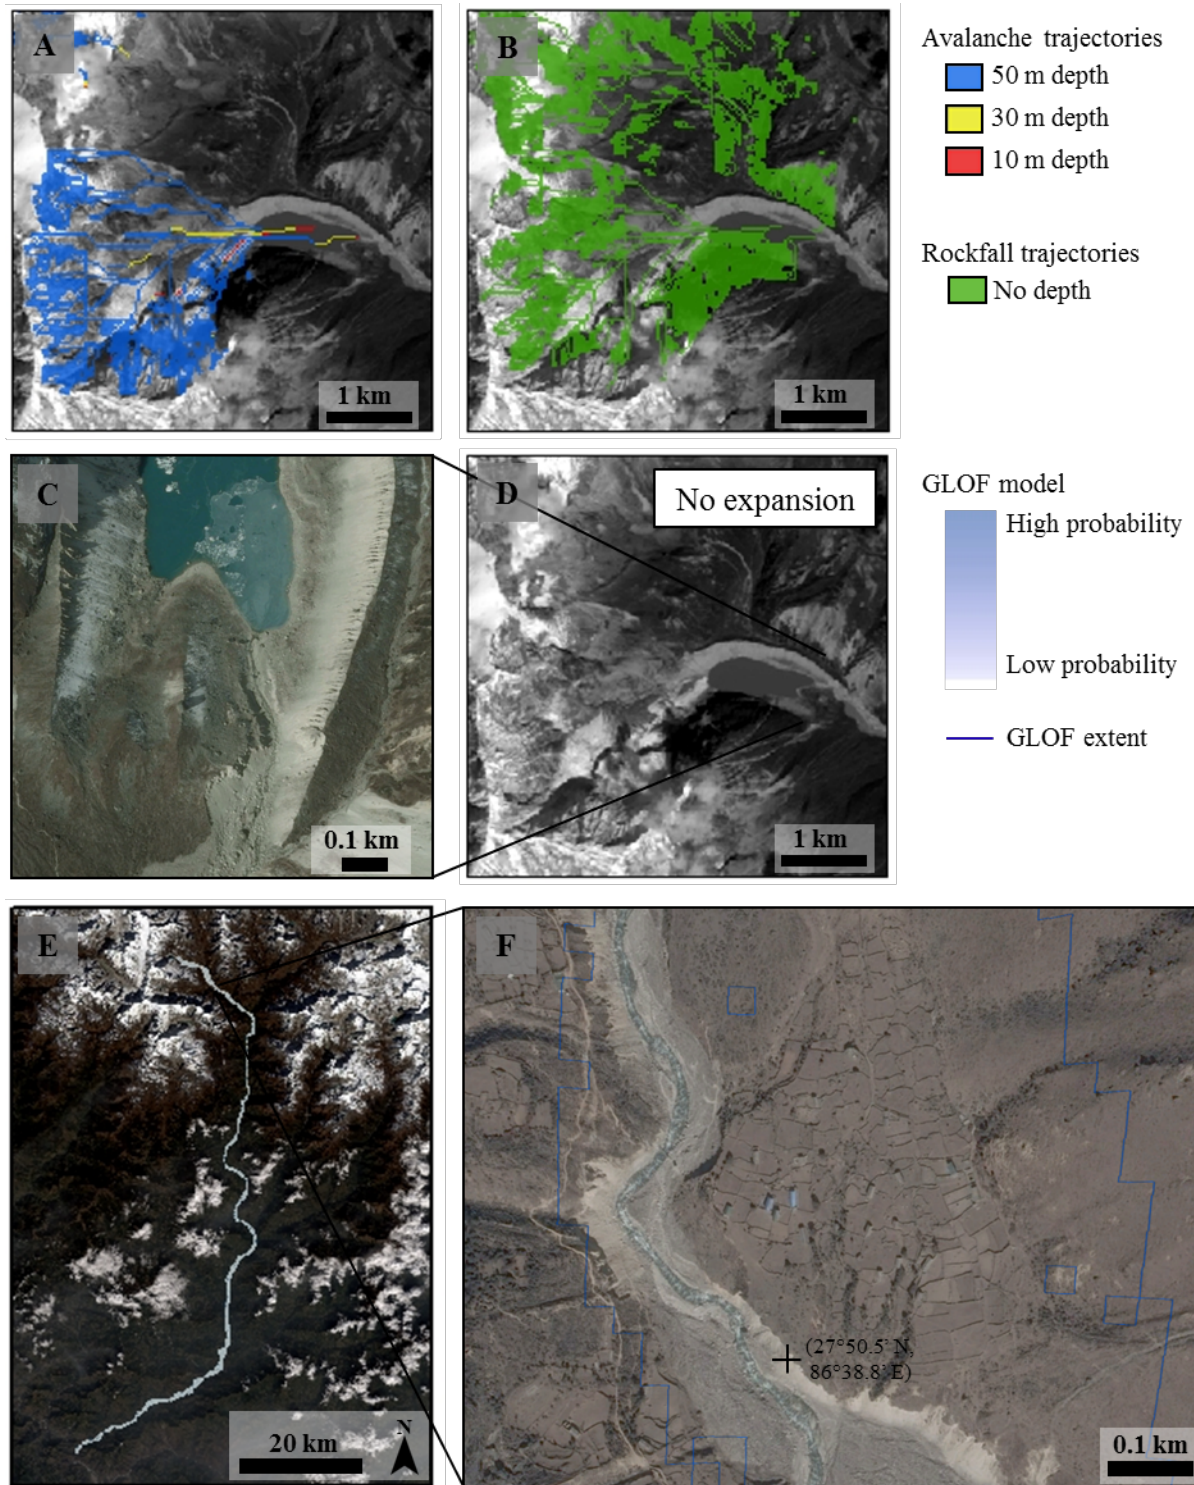 A
B
Avalanche trajectories
50 m depth
30 m depth
10 m depth
Rockfall trajectories
No depth
1 km
1 km
C
D
No expansion
GLOF model
High probability
Low probability
GLOF extent
0.1 km
1 km
E
F
(27°50.5' N,
86°38.8' E)
N
20 km
0.1 km